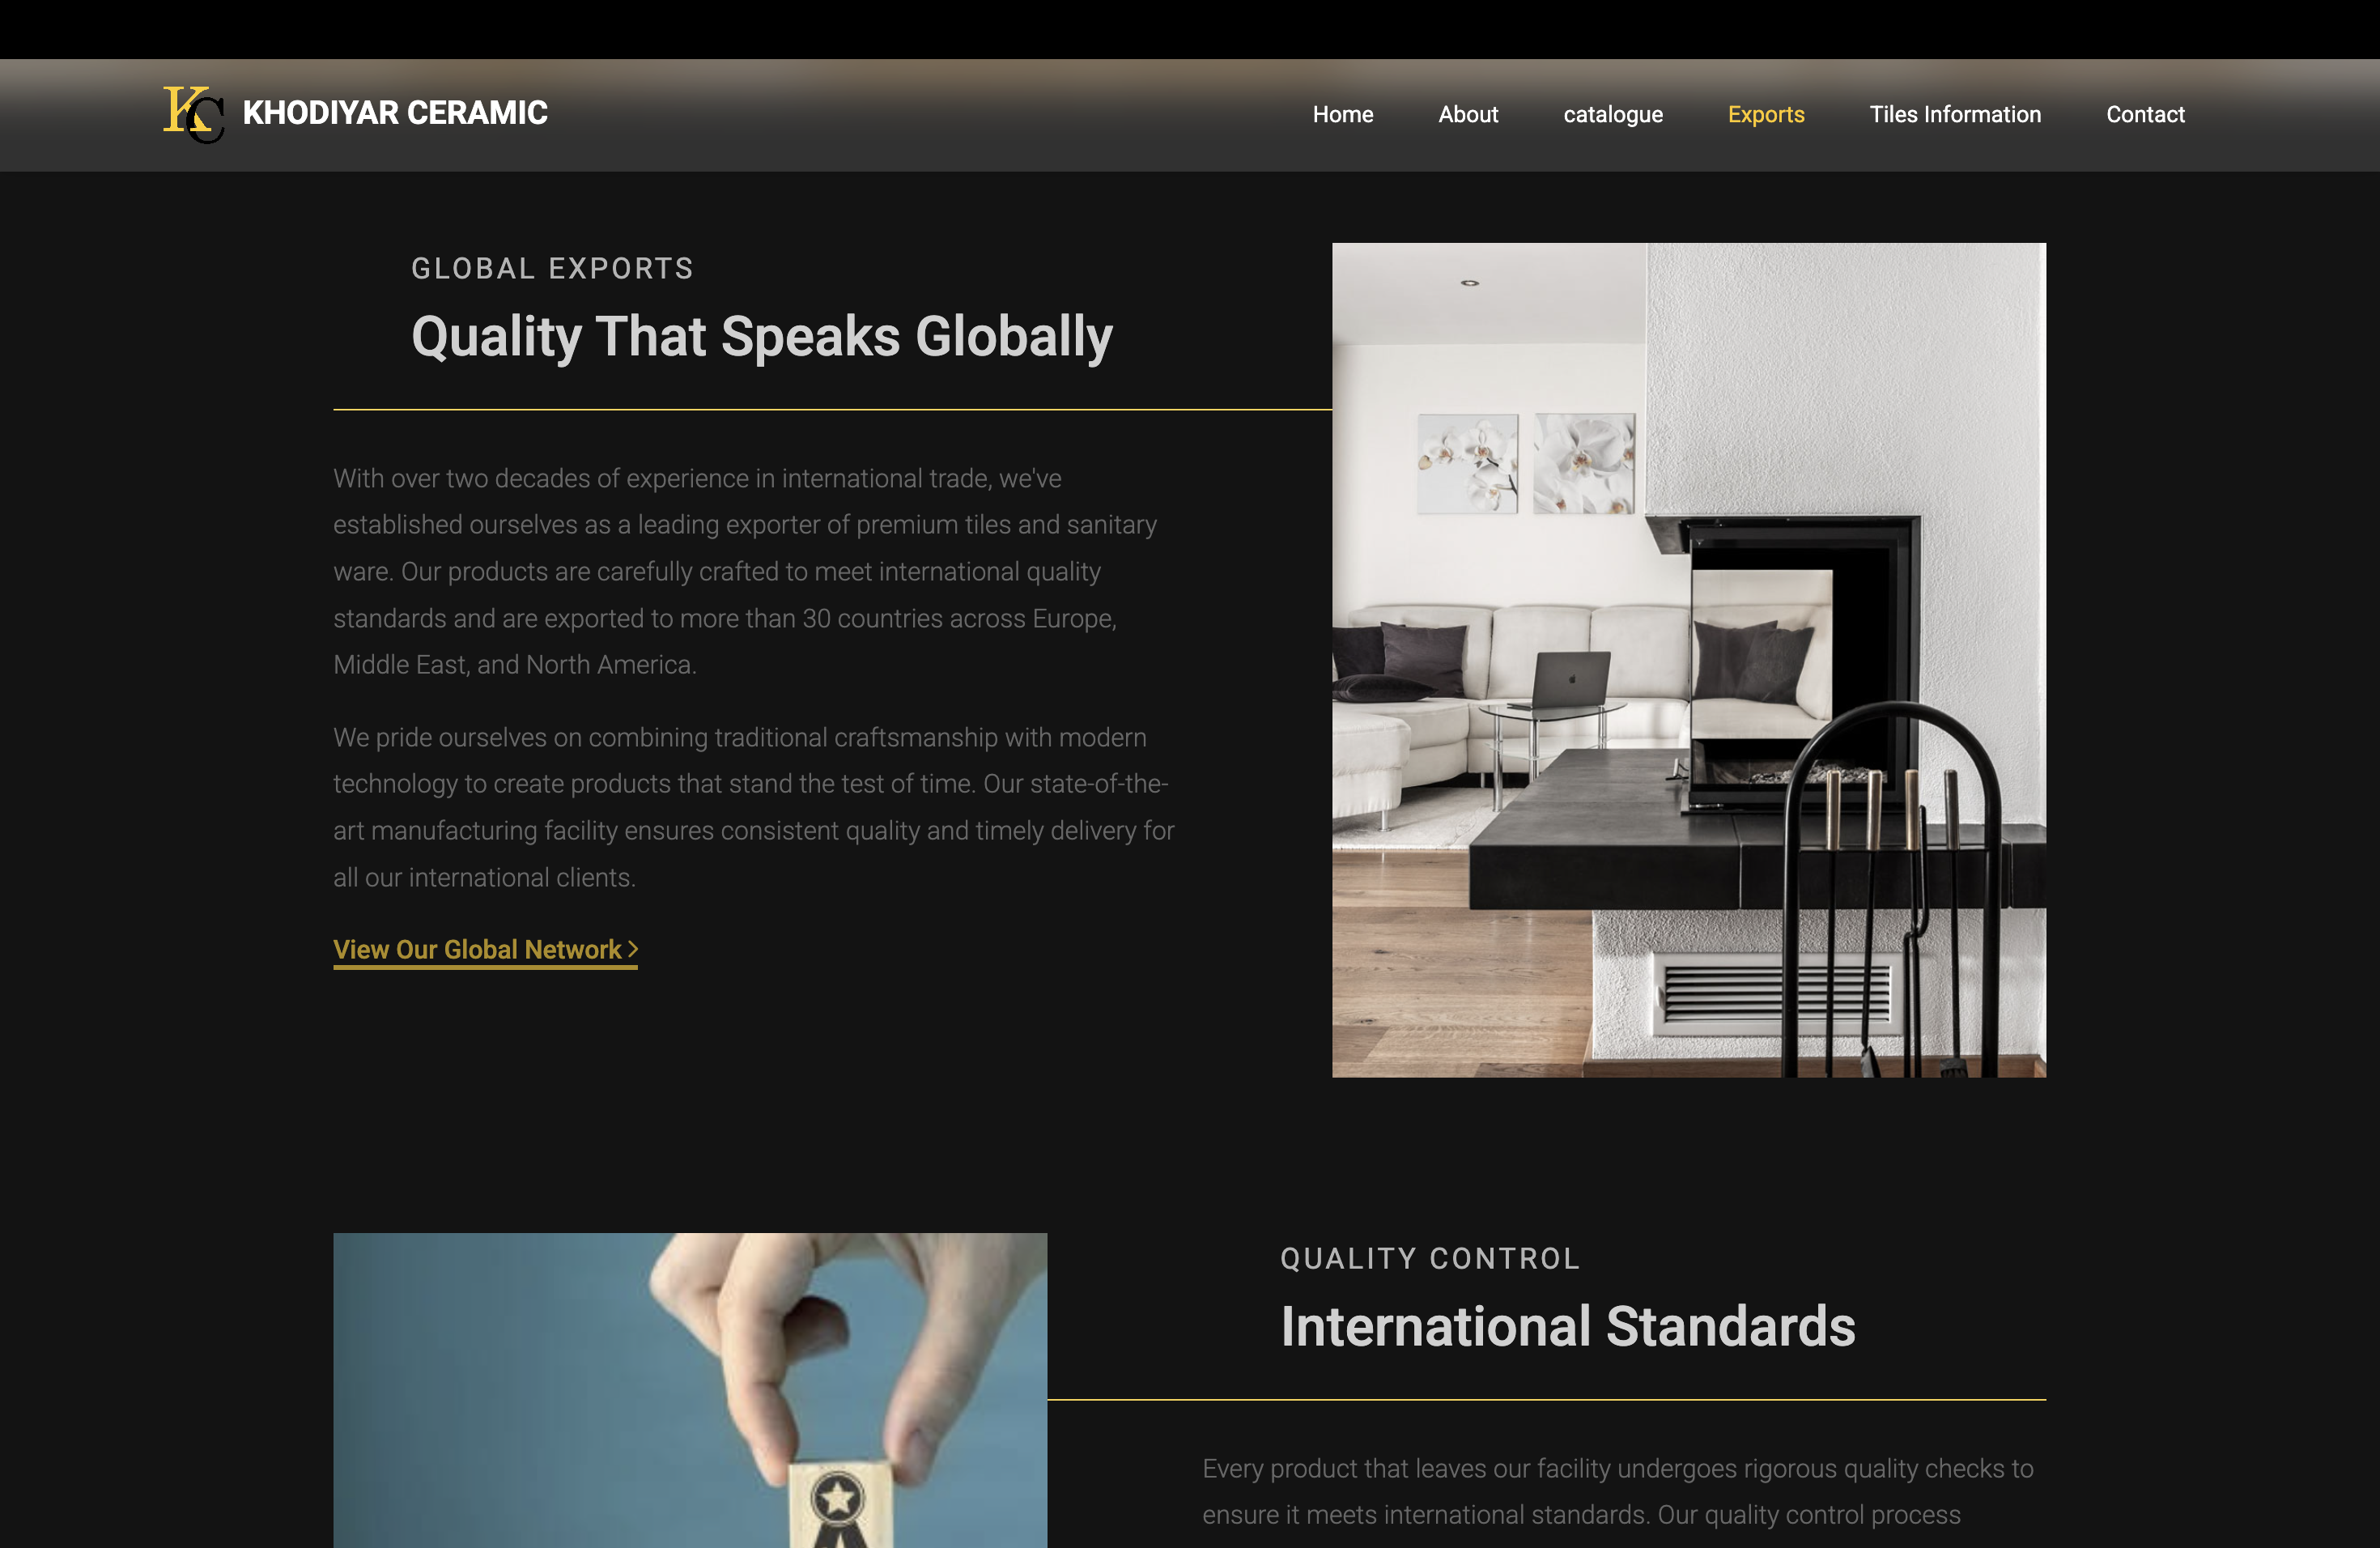 KC KHODIYAR CERAMIC
Home About catalogue Exports Tiles Information Contact
GLOBAL EXPORTS
Quality That Speaks Globally
With over two decades of experience in international trade, we've
established ourselves as a leading exporter of premium tiles and sanitary
ware. Our products are carefully crafted to meet international quality
standards and are exported to more than 30 countries across Europe,
Middle East, and North America.
We pride ourselves on combining traditional craftsmanship with modern
technology to create products that stand the test of time. Our state-of-the-
art manufacturing facility ensures consistent quality and timely delivery for
all our international clients.
View Our Global Network >
QUALITY CONTROL
International Standards
Every product that leaves our facility undergoes rigorous quality checks to
ensure it meets international standards. Our quality control process